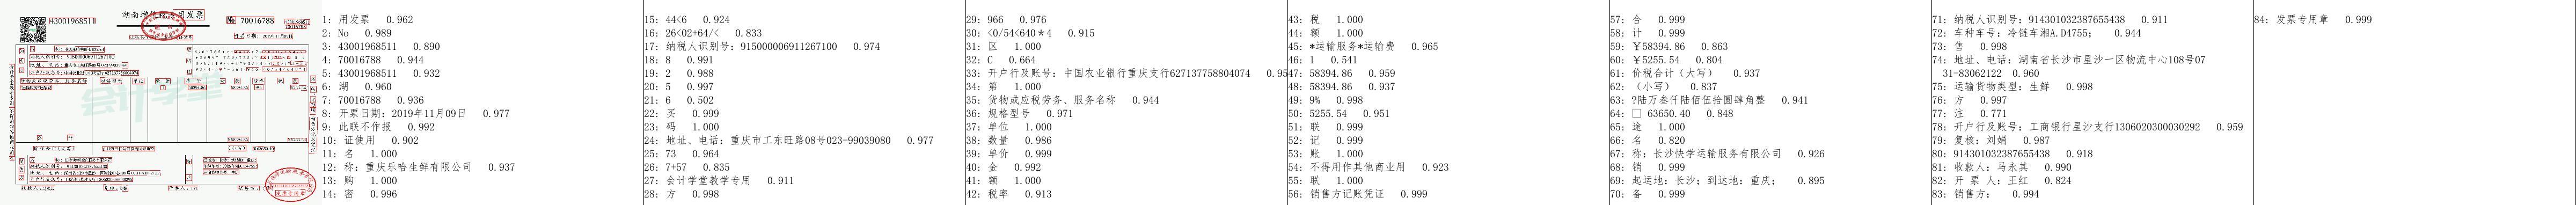 湖南增值税专用发票
4300196851
No 70016788
1: 用发票 0.962
2: No 0.989
3: 43001968511 0.890
4: 70016788 0.944
5: 43001968511 0.932
6: 湖 0.960
7: 70016788 0.936
8: 开票日期: 2019年11月09日 0.977
9: 此联不作报 0.992
10: 证使用 0.902
11: 名 1.000
12: 称: 重庆乐哈生鲜有限公司 0.937
13: 购 1.000
14: 密 0.996
15: 44<6 0.924
16: 26<02+64/< 0.833
17: 纳税人识别号: 915000006911267100 0.974
18: 8 0.991
19: 2 0.988
20: 5 0.997
21: 6 0.502
22: 买 0.999
23: 码 1.000
24: 地址、电话: 重庆市工东旺路08号023-99039080 0.977
25: 73 0.964
26: 7+57 0.835
27: 会计学堂教学专用 0.911
28: 方 0.998
29: 966 0.976
30: <0/54<640＊4 0.915
31: 区 1.000
32: C 0.664
33: 开户行及账号: 中国农业银行重庆支行627137758804074 0.954
34: 第 1.000
35: 货物或应税劳务、服务名称 0.944
36: 规格型号 0.971
37: 单位 1.000
38: 数量 0.986
39: 单价 0.999
40: 金 0.992
41: 额 1.000
42: 税率 0.913
43: 税 1.000
44: 额 1.000
45: *运输服务*运输费 0.965
46: 1 0.541
47: 58394.86 0.959
48: 58394.86 0.937
49: 9% 0.998
50: 5255.54 0.951
51: 联 0.999
52: 记 0.999
53: 账 1.000
54: 不得用作其他商业用 0.923
55: 联 1.000
56: 销售方记账凭证 0.999
57: 合 0.999
58: 计 0.999
59: ￥58394.86 0.863
60: ￥5255.54 0.804
61: 价税合计（大写） 0.937
62: （小写） 0.837
63: ?陆万叁仟陆佰伍拾圆肆角整 0.941
64: □ 63650.40 0.848
65: 途 1.000
66: 名 0.820
67: 称: 长沙快学运输服务有限公司 0.926
68: 销 0.999
69: 起运地: 长沙; 到达地: 重庆; 0.895
70: 备 0.999
71: 纳税人识别号: 914301032387655438 0.911
72: 车种车号: 冷链车湘A.D4755; 0.944
73: 售 0.998
74: 地址、电话: 湖南省长沙市星沙一区物流中心108号07
31-83062122 0.960
75: 运输货物类型: 生鲜 0.998
76: 方 0.997
77: 注 0.771
78: 开户行及账号: 工商银行星沙支行1306020300030292 0.959
79: 复核: 刘娟 0.987
80: 914301032387655438 0.918
81: 收款人: 马永其 0.990
82: 开 票 人: 王红 0.824
83: 销售方: 0.994
84: 发票专用章 0.999